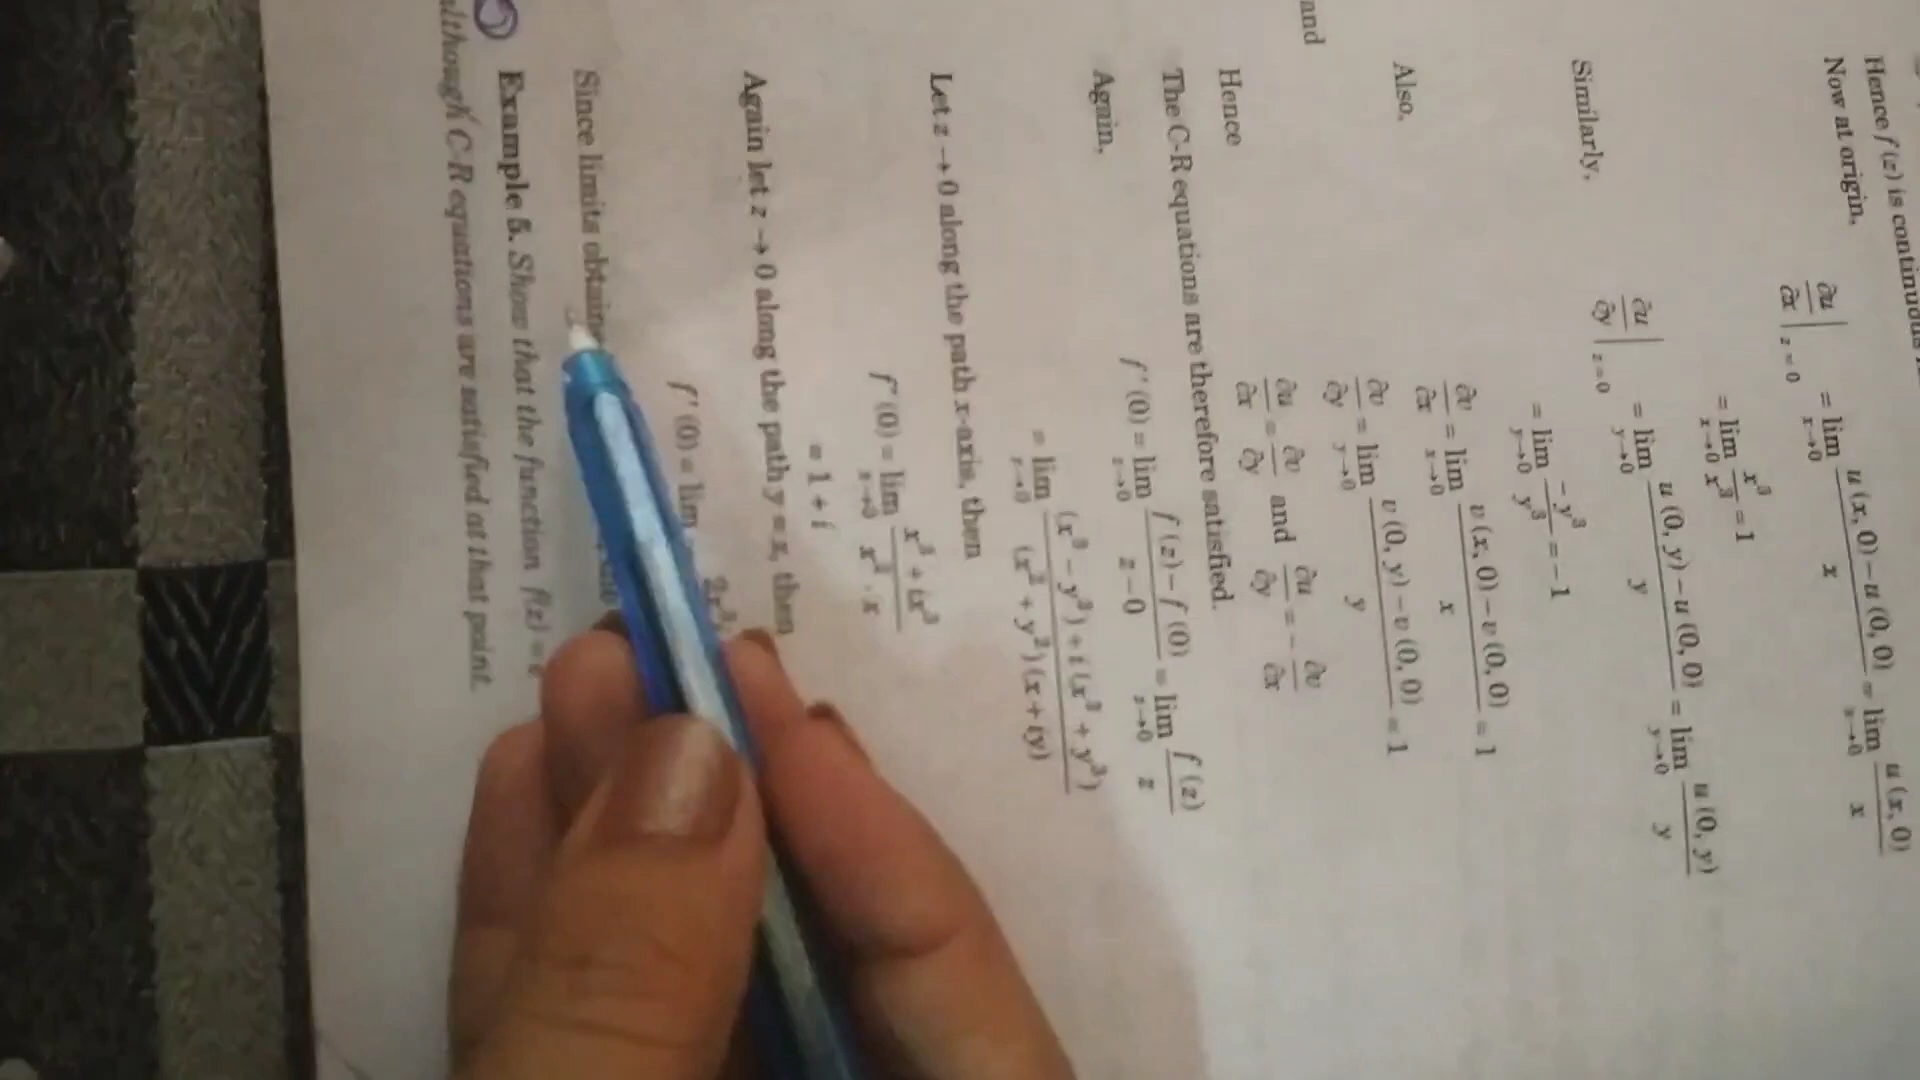 Hence f(z) is continuous
Now at origin,
∂u/∂x |z=0 = lim x→0 (u(x, 0) – u(0, 0))/x = lim x→0 u(x, 0)/x
= lim x→0 x³/x³ = 1
Similarly, ∂u/∂y |z=0 = lim y→0 (u(0, y) – u(0, 0))/y = lim y→0 u(0, y)/y
= lim y→0 –y³/y³ = – 1
Also, ∂v/∂x = lim x→0 (v(x, 0) – v(0, 0))/x = 1
and ∂v/∂y = lim y→0 (v(0, y) – v(0, 0))/y = 1
Hence ∂u/∂x = ∂v/∂y and ∂u/∂y = – ∂v/∂x
The C-R equations are therefore satisfied.
Again, f'(0) = lim z→0 (f(z) – f(0))/(z – 0) = lim z→0 f(z)/z
= lim z→0 ((x³ – y³) + i(x³ + y³))/((x² + y²)(x + iy))
Let z → 0 along the path x-axis, then
f'(0) = lim x→0 (x³ + ix³)/(x² . x)
= 1 + i
Again let z → 0 along the path y = x, then
f'(0) = lim
Since limits
Example 5. Show that the function f(z) =
although C-R equations are satisfied at that point.